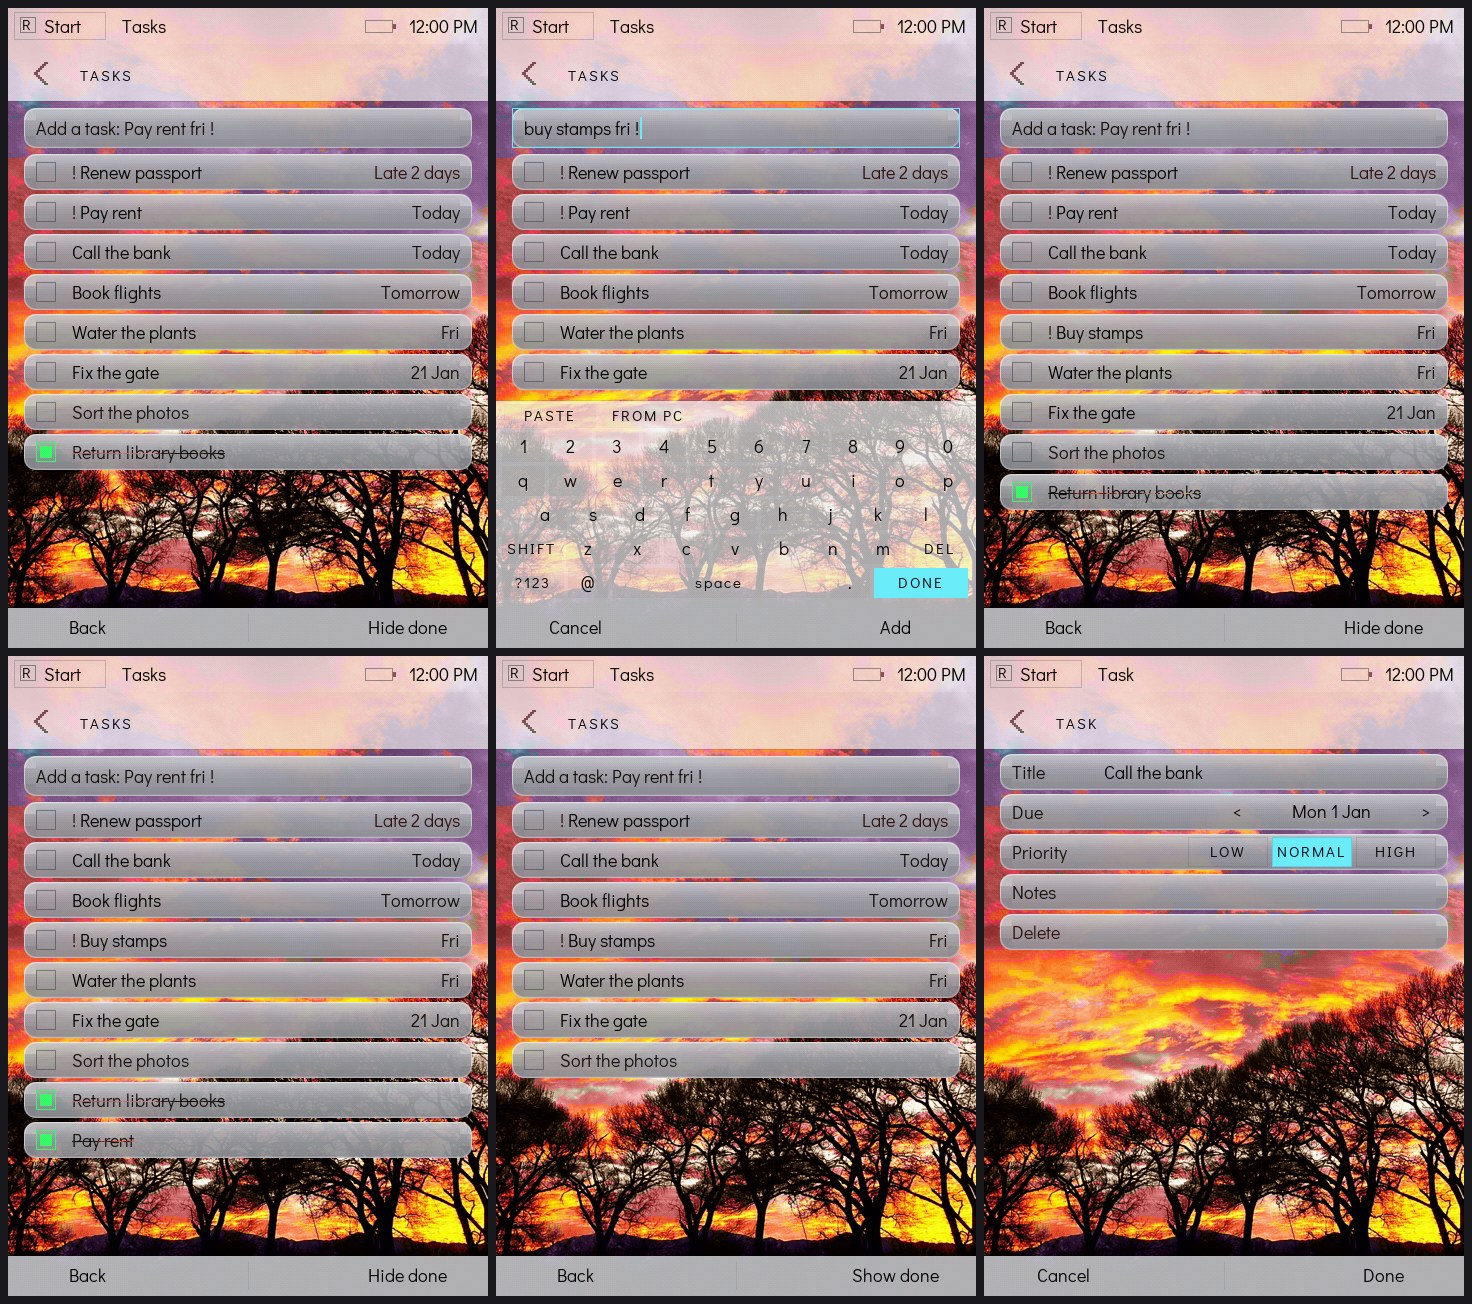 R Start Tasks 12:00 PM
TASKS
Add a task: Pay rent fri !
! Renew passport Late 2 days
! Pay rent Today
Call the bank Today
Book flights Tomorrow
Water the plants Fri
Fix the gate 21 Jan
Sort the photos
Return library books
Back Hide done
R Start Tasks 12:00 PM
TASKS
buy stamps fri !
! Renew passport Late 2 days
! Pay rent Today
Call the bank Today
Book flights Tomorrow
Water the plants Fri
Fix the gate 21 Jan
PASTE FROM PC
1 2 3 4 5 6 7 8 9 0
q w e r t y u i o p
a s d f g h j k l
SHIFT z x c v b n m DEL
?123 @ space . DONE
Cancel Add
R Start Tasks 12:00 PM
TASKS
Add a task: Pay rent fri !
! Renew passport Late 2 days
! Pay rent Today
Call the bank Today
Book flights Tomorrow
! Buy stamps Fri
Water the plants Fri
Fix the gate 21 Jan
Sort the photos
Return library books
Back Hide done
R Start Tasks 12:00 PM
TASKS
Add a task: Pay rent fri !
! Renew passport Late 2 days
Call the bank Today
Book flights Tomorrow
! Buy stamps Fri
Water the plants Fri
Fix the gate 21 Jan
Sort the photos
Return library books
Pay rent
Back Hide done
R Start Tasks 12:00 PM
TASKS
Add a task: Pay rent fri !
! Renew passport Late 2 days
Call the bank Today
Book flights Tomorrow
! Buy stamps Fri
Water the plants Fri
Fix the gate 21 Jan
Sort the photos
Back Show done
R Start Task 12:00 PM
TASK
Title Call the bank
Due < Mon 1 Jan >
Priority LOW NORMAL HIGH
Notes
Delete
Cancel Done